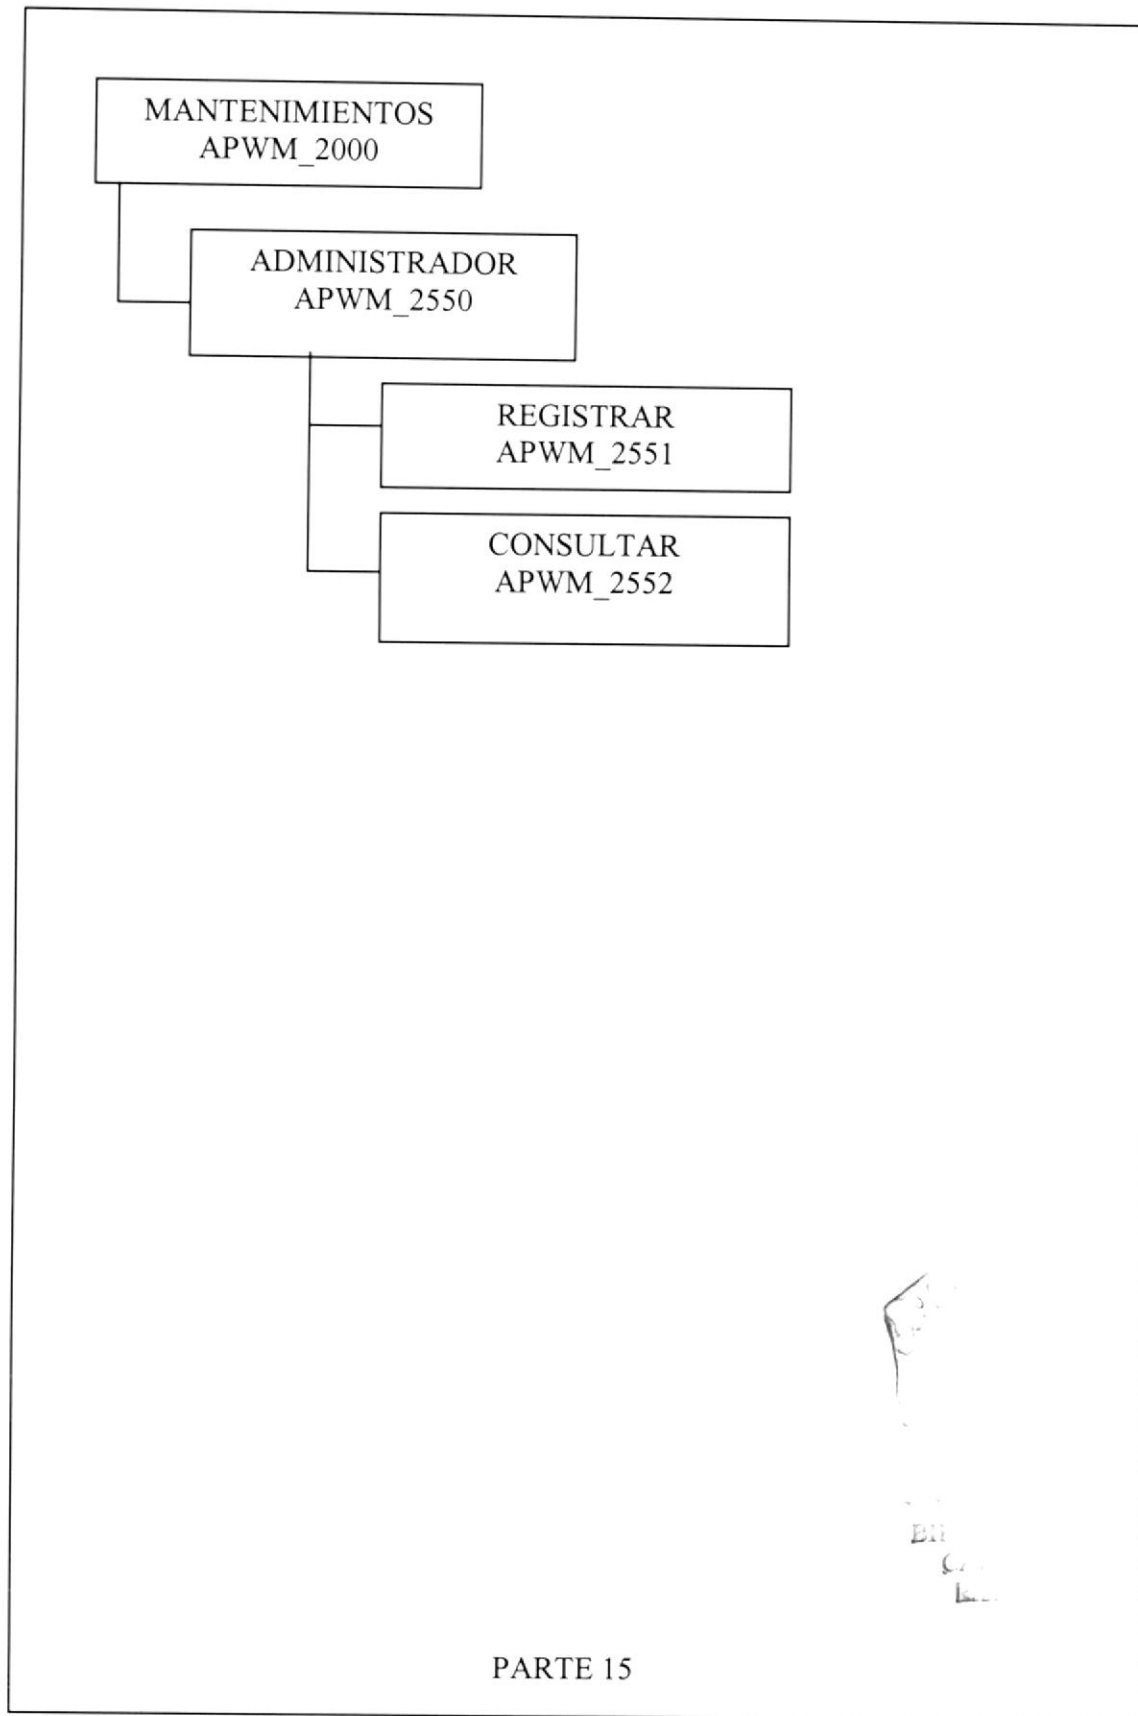 MANTENIMIENTOS
APWM_2000
ADMINISTRADOR
APWM_2550
REGISTRAR
APWM_2551
CONSULTAR
APWM_2552
PARTE 15